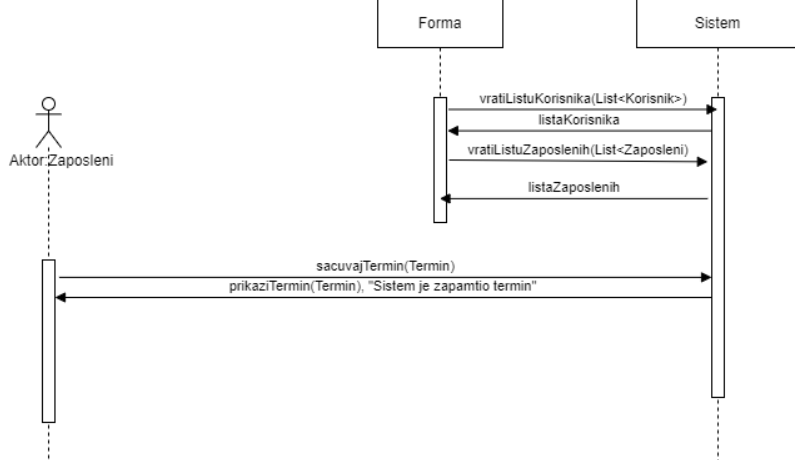 Forma
Sistem
vratiListuKorisnika(List<Korisnik>)
listaKorisnika
Aktor:Zaposleni
vratiListuZaposlenih(List<Zaposleni)
listaZaposlenih
sacuvajTermin(Termin)
prikaziTermin(Termin), "Sistem je zapamtio termin"